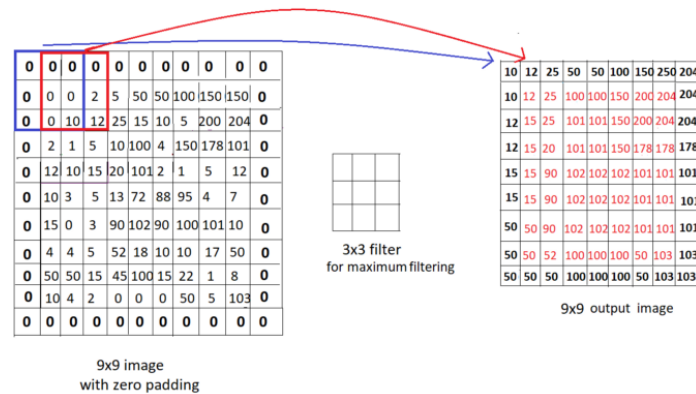 0 0 0 0 0 0 0 0 0 0 0
0 0 0 2 5 50 50 100 150 150 0
0 0 10 12 25 15 10 5 200 204 0
0 2 1 5 10 100 4 150 178 101 0
0 12 10 15 20 101 2 1 5 12 0
0 10 3 5 13 72 88 95 4 7 0
0 15 0 3 90 102 90 100 101 10 0
0 4 4 5 52 18 10 10 17 50 0
0 50 50 15 45 100 15 22 1 8 0
0 10 4 2 0 0 0 50 5 103 0
0 0 0 0 0 0 0 0 0 0 0
9x9 image
with zero padding
3x3 filter
for maximum filtering
10 12 25 50 50 100 150 250 204
10 12 25 100 100 150 200 204 204
12 15 25 101 101 150 200 204 204
12 15 20 101 101 150 178 178 178
15 15 90 102 102 102 101 101 101
15 15 90 102 102 102 101 101 101
50 50 90 102 102 102 101 101 101
50 50 52 100 100 100 50 103 103
50 50 50 100 100 100 50 103 103
9x9 output image